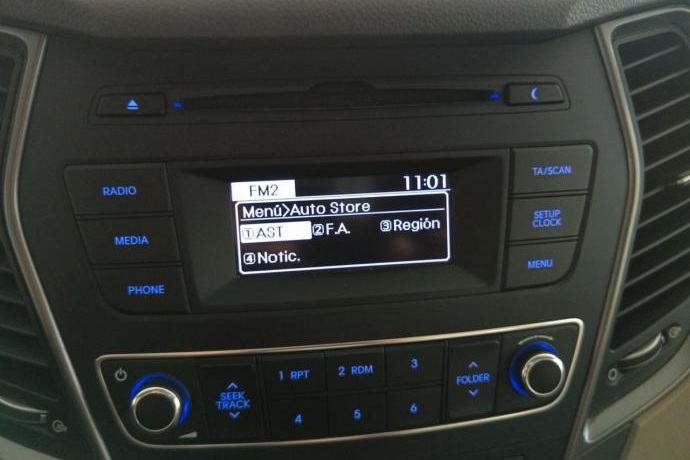 FM2 11:01
Menú>Auto Store
①AST ②F.A. ③Región
④Notic.
RADIO
MEDIA
PHONE
TA/SCAN
SETUP
CLOCK
MENU
SEEK
TRACK
1 RPT 2 RDM 3
4 5 6
FOLDER